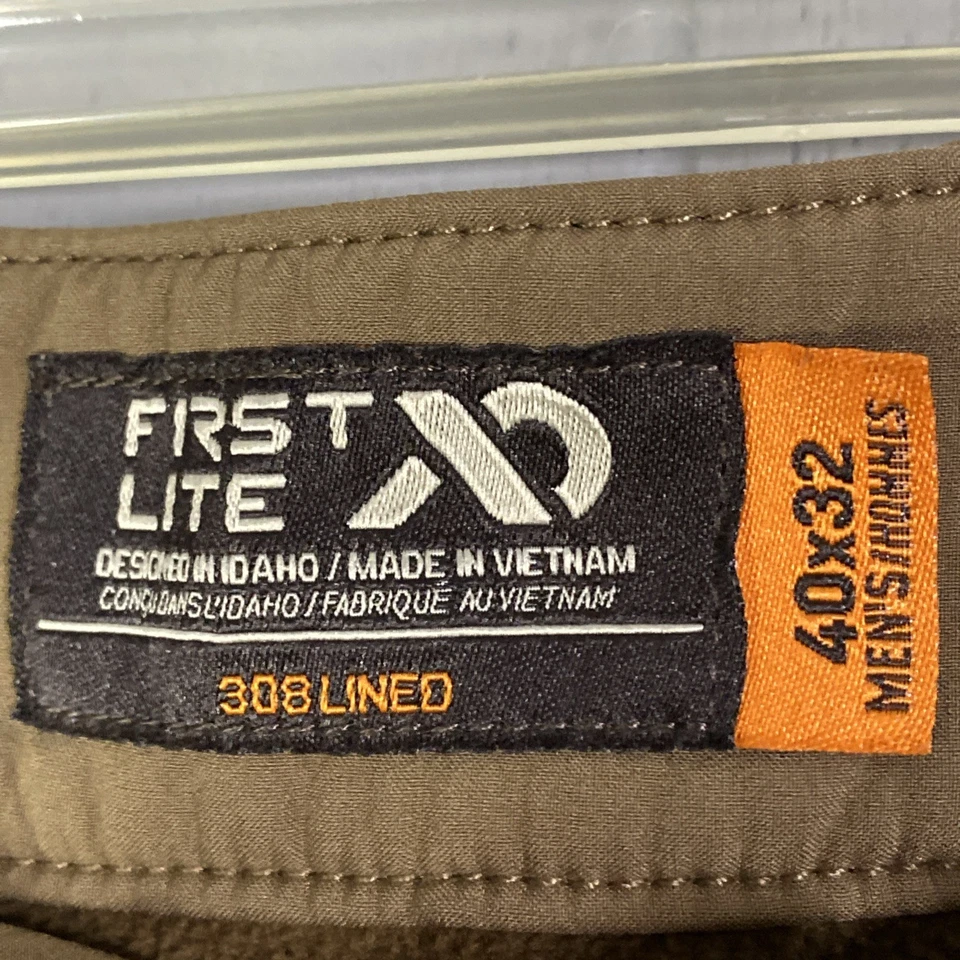 FIRST
LITE
DESIGNED IN IDAHO / MADE IN VIETNAM
CONÇU DANS L'IDAHO / FABRIQUÉ AU VIETNAM
308 LINED
40x32
MEN'S/HOMMES